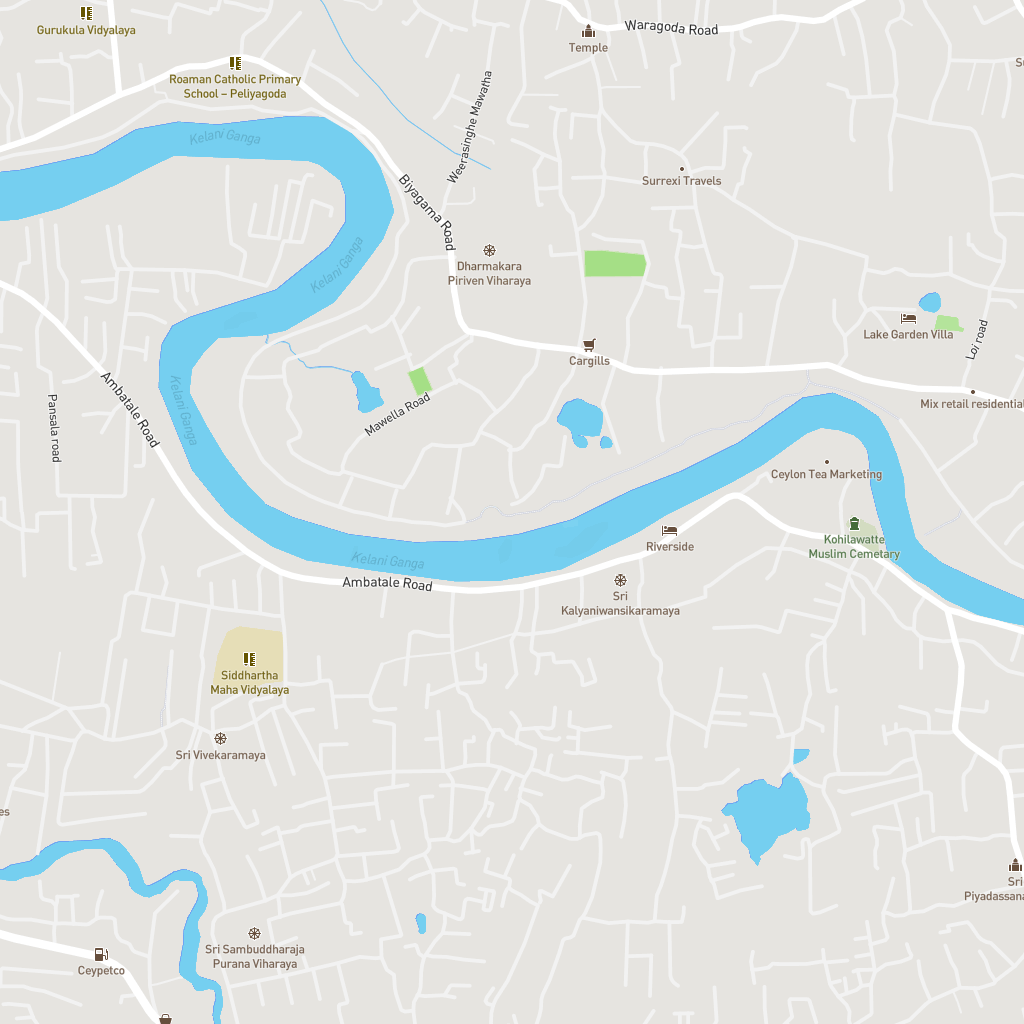 Gurukula Vidyalaya
Waragoda Road
Temple
Roaman Catholic Primary
School – Peliyagoda
Kelani Ganga
Weerasinghe Mawatha
Surrexi Travels
Biyagama Road
Kelani Ganga
Dharmakara
Piriven Viharaya
Lake Garden Villa
Loi road
Cargills
Ambatale Road
Pansala road
Kelani Ganga
Mawella Road
Mix retail residential
Ceylon Tea Marketing
Kohilawatte
Muslim Cemetary
Riverside
Kelani Ganga
Ambatale Road
Sri
Kalyaniwansikaramaya
Siddhartha
Maha Vidyalaya
Sri Vivekaramaya
es
Sri
Piyadassana
Sri Sambuddharaja
Purana Viharaya
Ceypetco